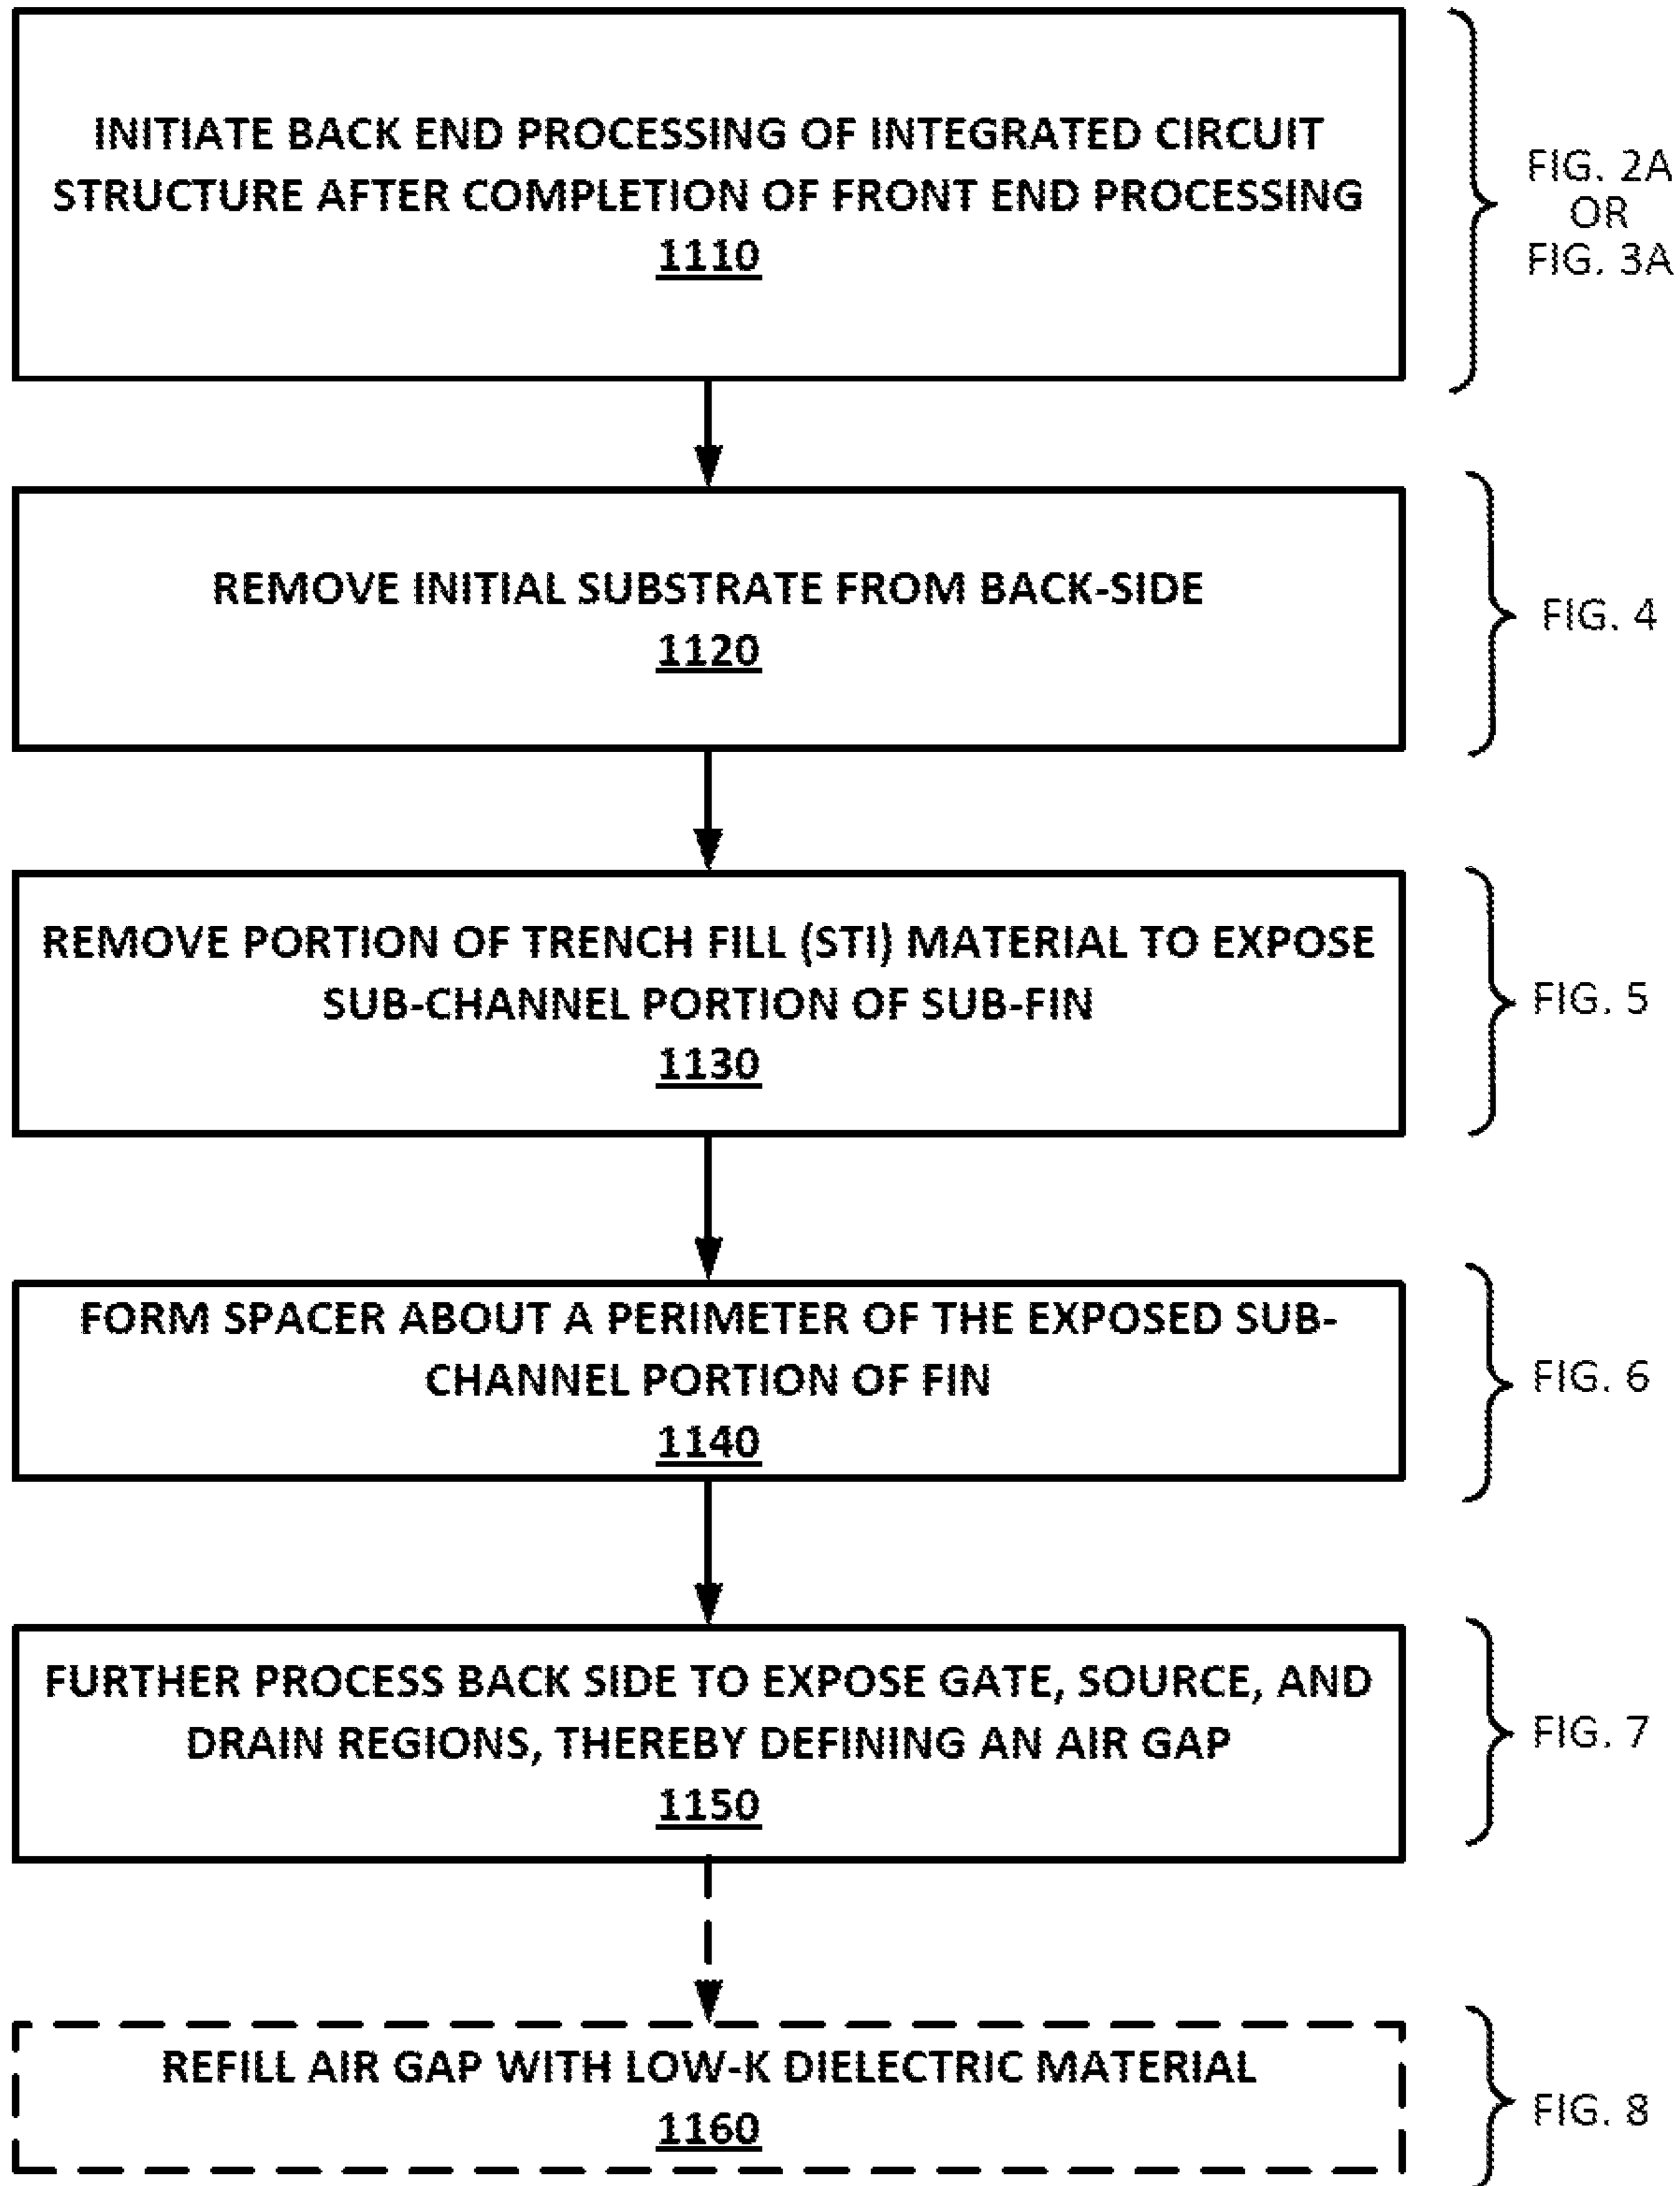 INITIATE BACK END PROCESSING OF INTEGRATED CIRCUIT
STRUCTURE AFTER COMPLETION OF FRONT END PROCESSING
1110
FIG. 2A
OR
FIG. 3A
REMOVE INITIAL SUBSTRATE FROM BACK-SIDE
1120
FIG. 4
REMOVE PORTION OF TRENCH FILL (STI) MATERIAL TO EXPOSE
SUB-CHANNEL PORTION OF SUB-FIN
1130
FIG. 5
FORM SPACER ABOUT A PERIMETER OF THE EXPOSED SUB-
CHANNEL PORTION OF FIN
1140
FIG. 6
FURTHER PROCESS BACK SIDE TO EXPOSE GATE, SOURCE, AND
DRAIN REGIONS, THEREBY DEFINING AN AIR GAP
1150
FIG. 7
REFILL AIR GAP WITH LOW-K DIELECTRIC MATERIAL
1160
FIG. 8